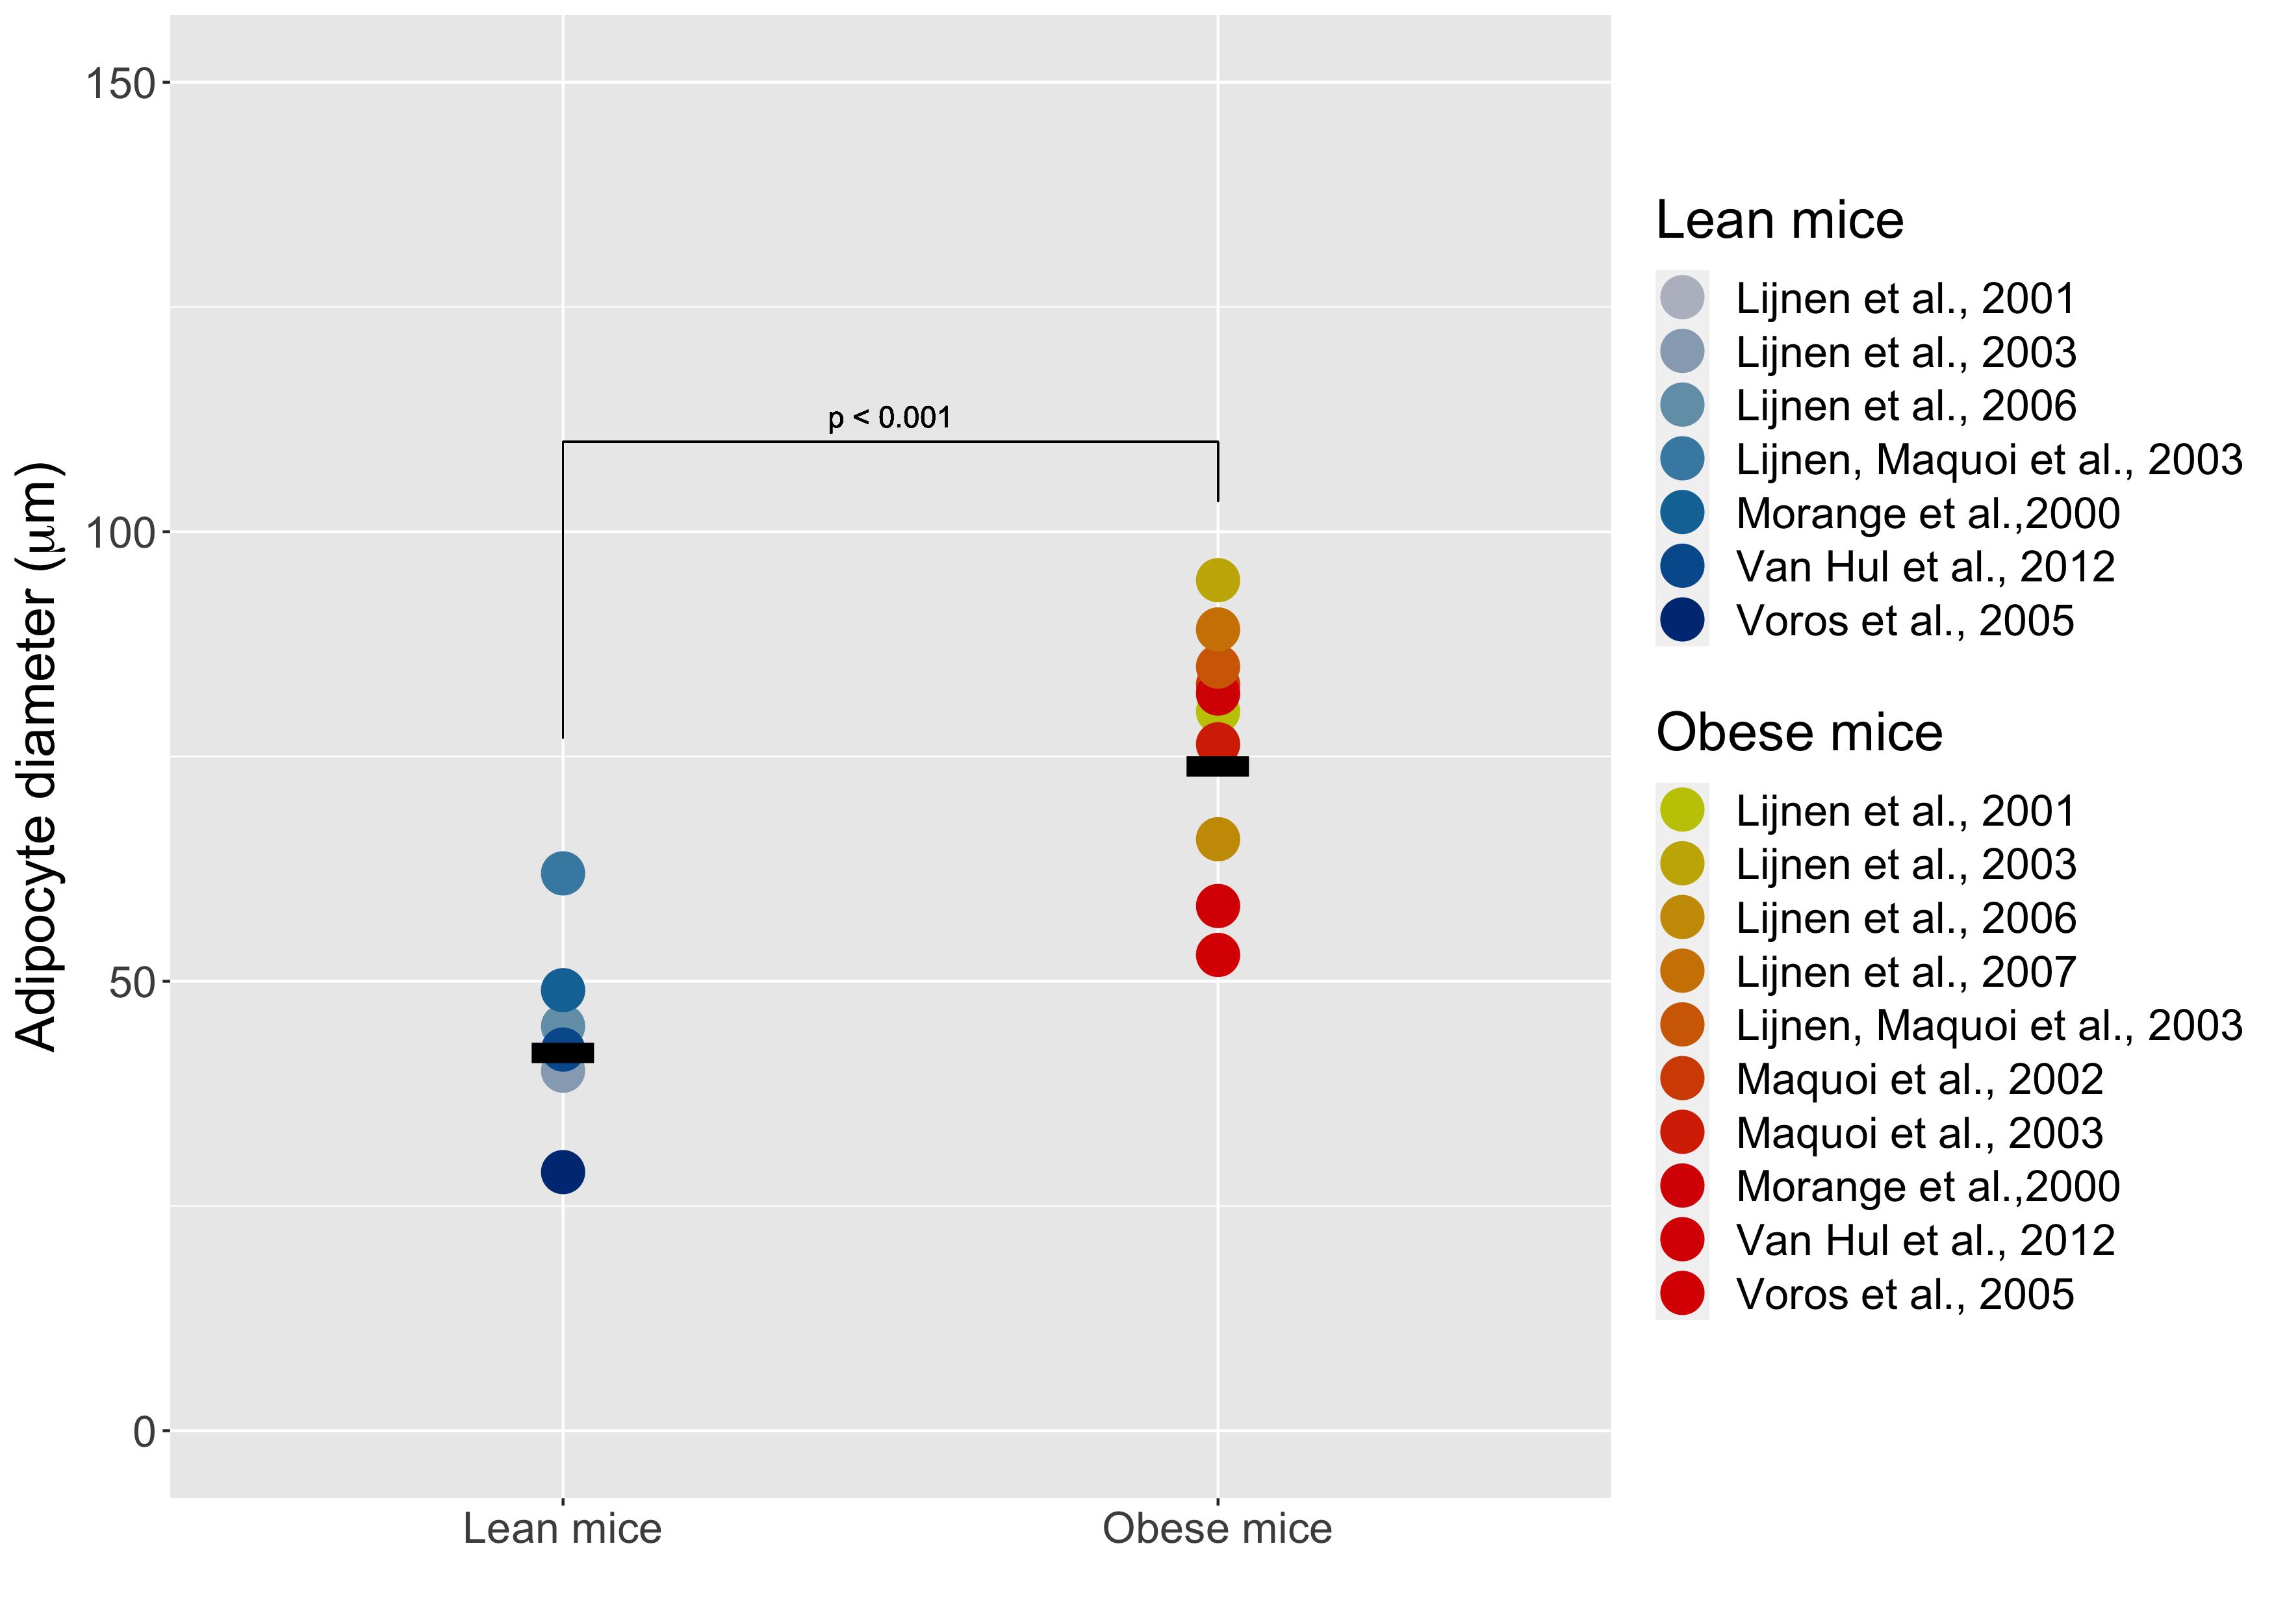 Adipocyte diameter (μm)
150
100
50
0
p < 0.001
Lean mice
Obese mice
Lean mice
Lijnen et al., 2001
Lijnen et al., 2003
Lijnen et al., 2006
Lijnen, Maquoi et al., 2003
Morange et al.,2000
Van Hul et al., 2012
Voros et al., 2005
Obese mice
Lijnen et al., 2001
Lijnen et al., 2003
Lijnen et al., 2006
Lijnen et al., 2007
Lijnen, Maquoi et al., 2003
Maquoi et al., 2002
Maquoi et al., 2003
Morange et al.,2000
Van Hul et al., 2012
Voros et al., 2005